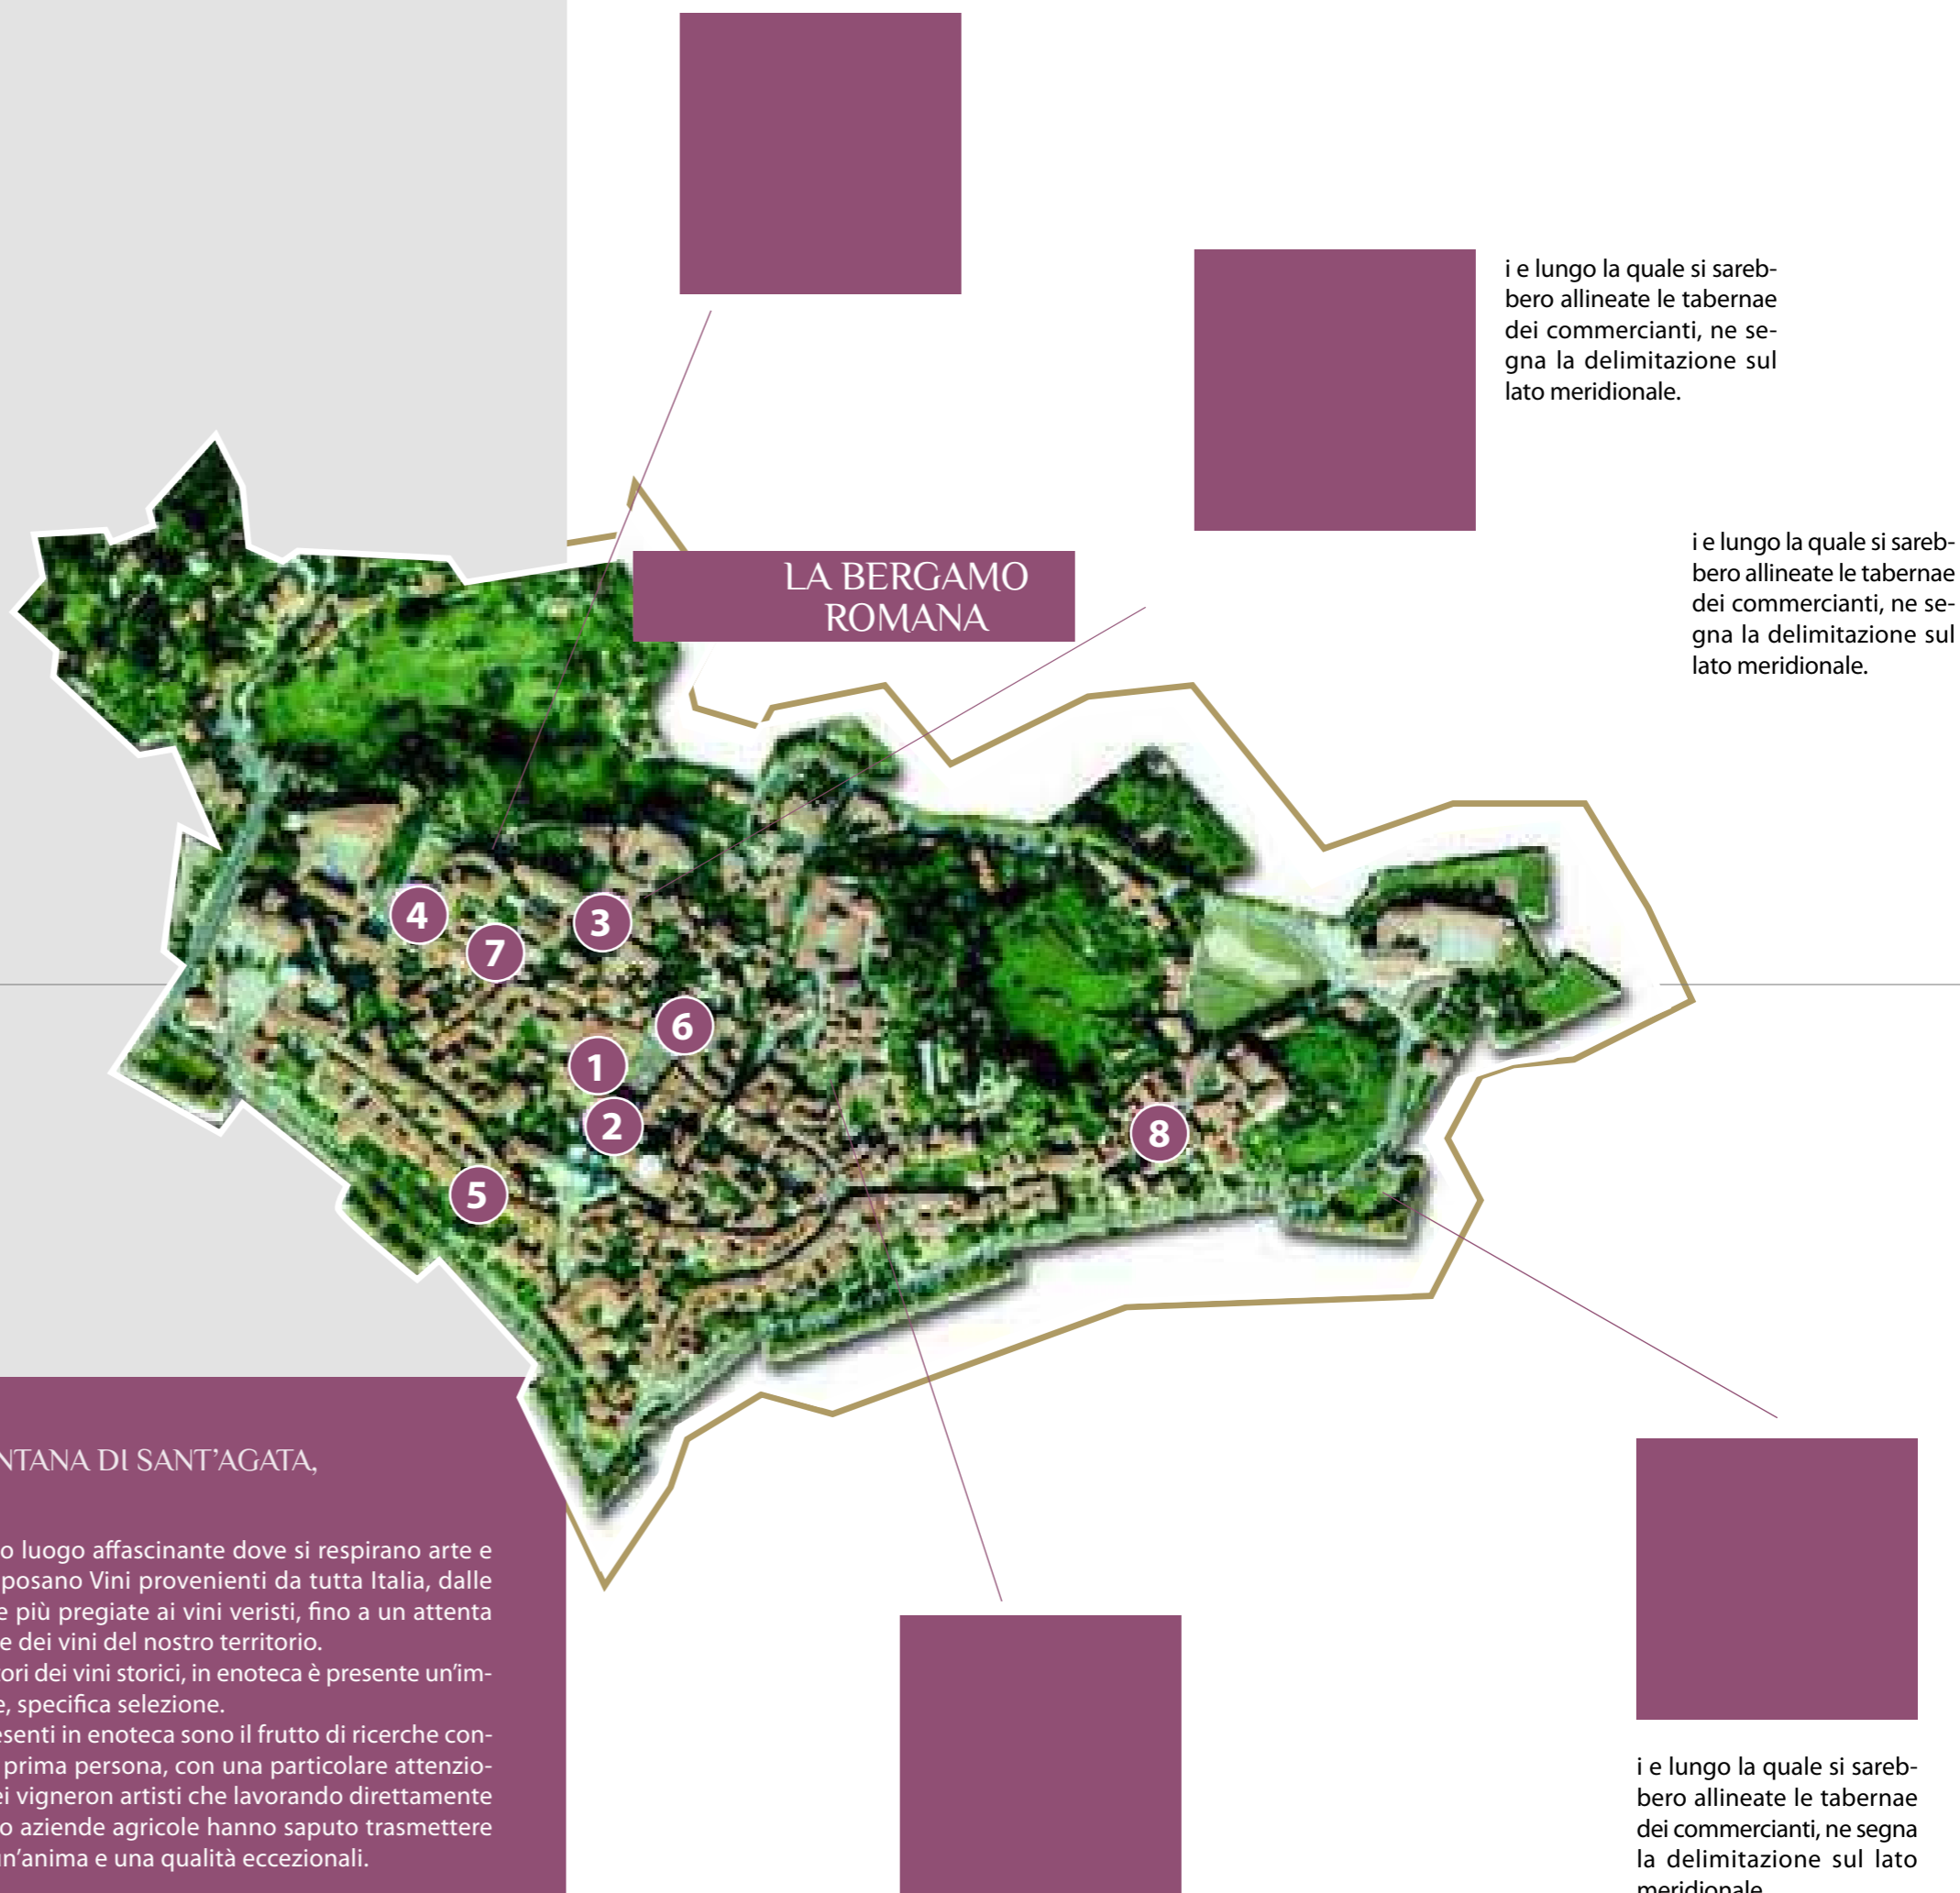 i e lungo la quale si sareb-
bero allineate le tabernae
dei commercianti, ne se-
gna la delimitazione sul
lato meridionale.
i e lungo la quale si sareb-
bero allineate le tabernae
dei commercianti, ne se-
gna la delimitazione sul
lato meridionale.
LA BERGAMO
ROMANA
4
3
7
6
1
2
8
5
NTANA DI SANT’AGATA,
o luogo affascinante dove si respirano arte e
posano Vini provenienti da tutta Italia, dalle
e più pregiate ai vini veristi, fino a un attenta
e dei vini del nostro territorio.
tori dei vini storici, in enoteca è presente un’im-
e, specifica selezione.
esenti in enoteca sono il frutto di ricerche con-
prima persona, con una particolare attenzio-
ei vigneron artisti che lavorando direttamente
o aziende agricole hanno saputo trasmettere
un’anima e una qualità eccezionali.
i e lungo la quale si sareb-
bero allineate le tabernae
dei commercianti, ne segna
la delimitazione sul lato
meridionale